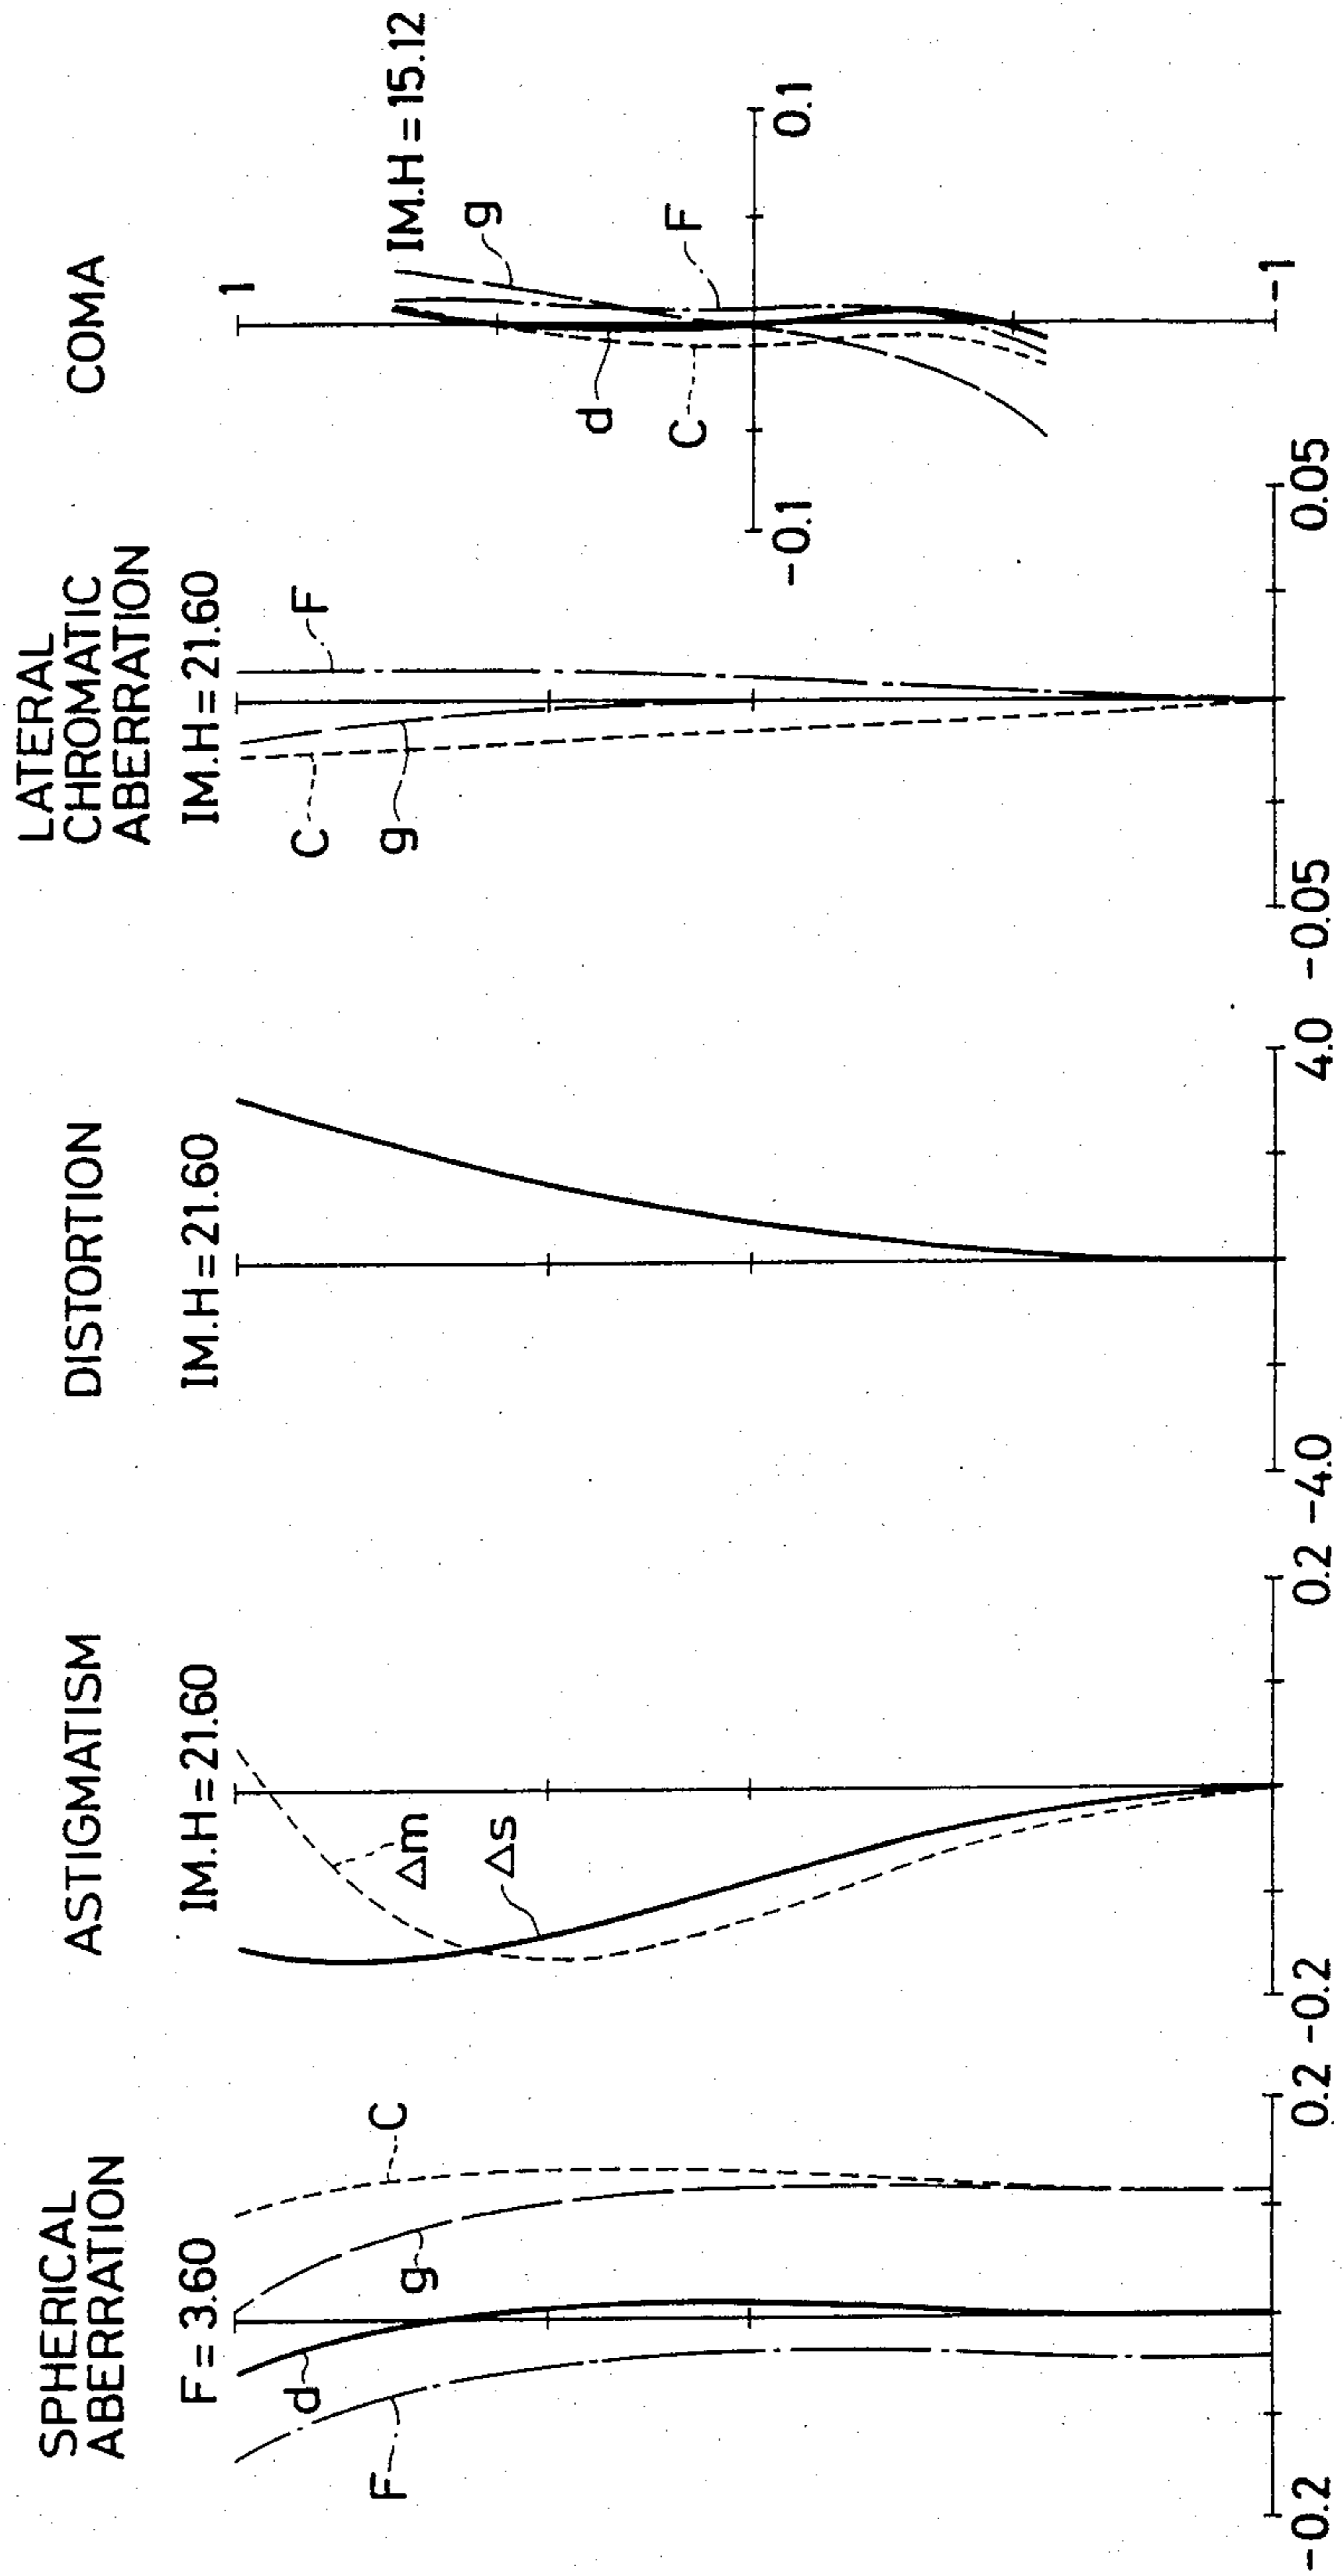 SPHERICAL
ABERRATION
F = 3.60
d
F
g
C
-0.2
0.2
ASTIGMATISM
IM.H = 21.60
Δm
Δs
-0.2
0.2
DISTORTION
IM.H = 21.60
-4.0
4.0
LATERAL
CHROMATIC
ABERRATION
IM.H = 21.60
F
C
g
-0.05
0.05
COMA
1
IM.H = 15.12
g
F
d
C
-0.1
0.1
-1